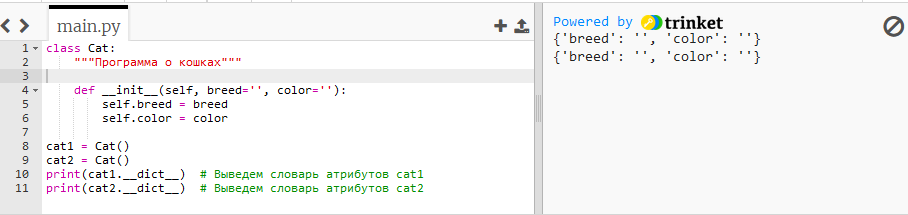 main.py
1 class Cat:
2 """Программа о кошках"""
3
4 def __init__(self, breed='', color=''):
5 self.breed = breed
6 self.color = color
7
8 cat1 = Cat()
9 cat2 = Cat()
10 print(cat1.__dict__)  # Выведем словарь атрибутов cat1
11 print(cat2.__dict__)  # Выведем словарь атрибутов cat2
Powered by trinket
{'breed': '', 'color': ''}
{'breed': '', 'color': ''}